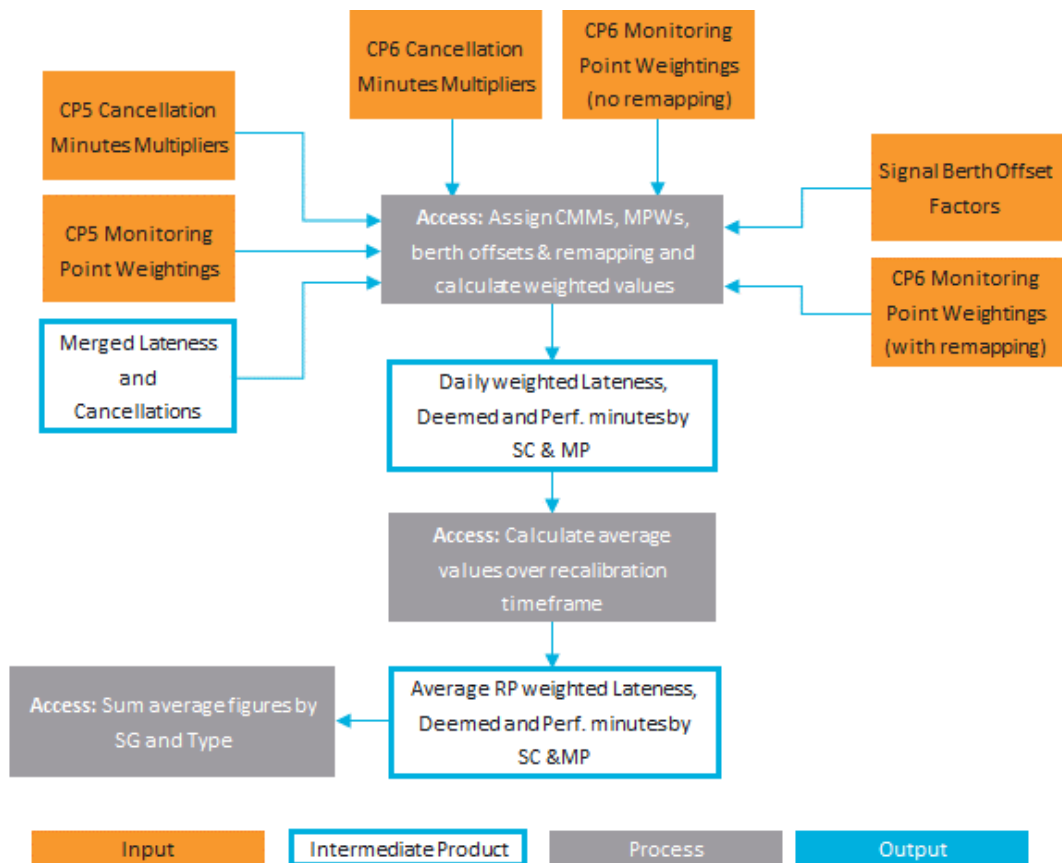 CP6 Cancellation
Minutes Multipliers
CP6 Monitoring
Point Weightings
(no remapping)
CP5 Cancellation
Minutes Multipliers
CP5 Monitoring
Point Weightings
Merged Lateness
and
Cancellations
Access: Assign CMMs, MPWs,
berth offsets & remapping and
calculate weighted values
Signal Berth Offset
Factors
CP6 Monitoring
Point Weightings
(with remapping)
Daily weighted Lateness,
Deemed and Perf. minutes by
SC & MP
Access: Calculate average
values over recalibration
timeframe
Average RP weighted Lateness,
Deemed and Perf. minutes by
SC &MP
Access: Sum average figures by
SG and Type
Input
Intermediate Product
Process
Output